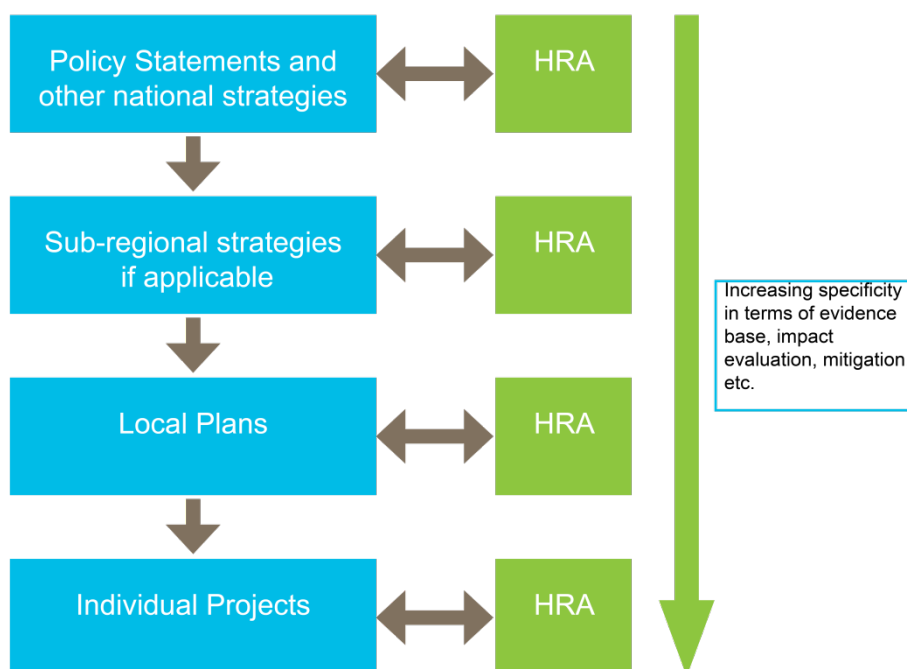 Policy Statements and
other national strategies
HRA
Sub-regional strategies
if applicable
HRA
Increasing specificity
in terms of evidence
base, impact
evaluation, mitigation
etc.
Local Plans
HRA
Individual Projects
HRA